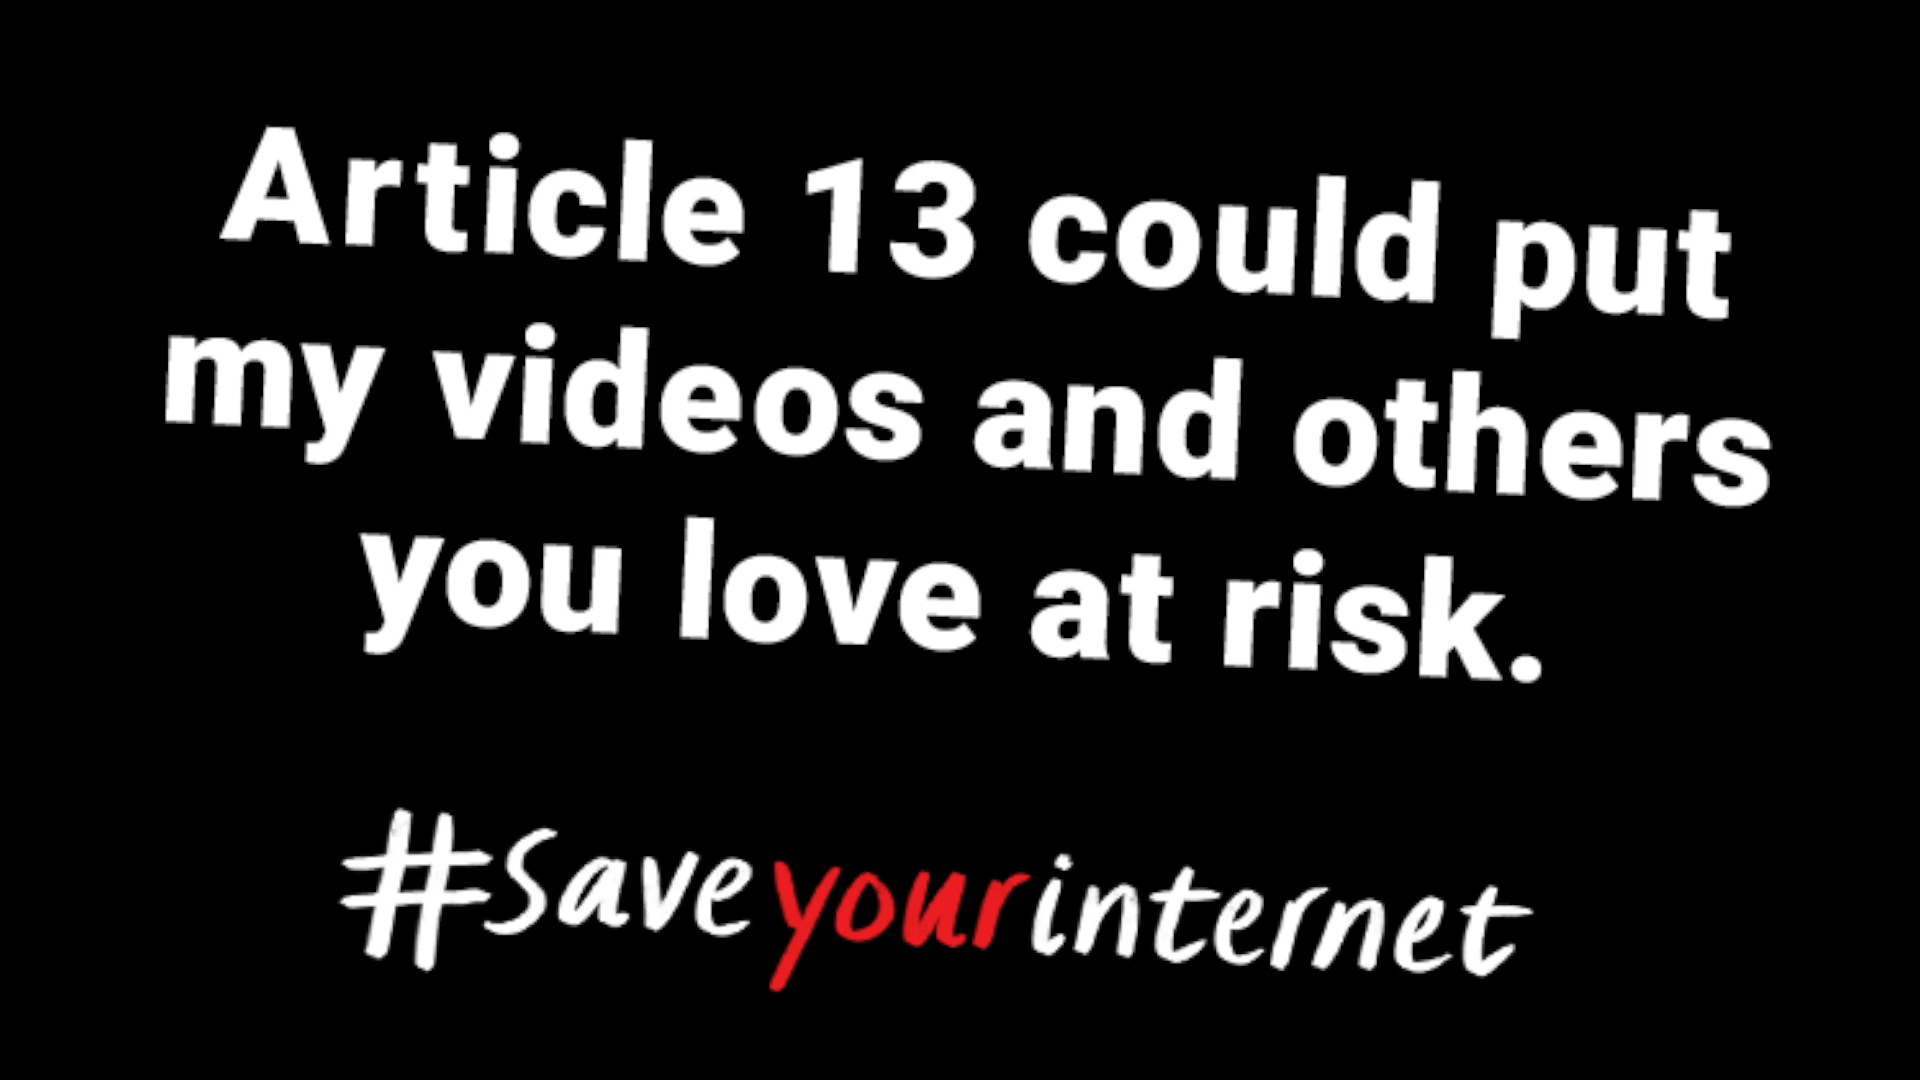 Article 13 could put
my videos and others
you love at risk.
#Saveyourinternet